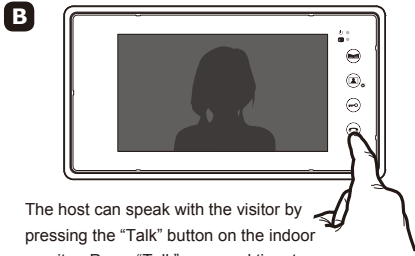 B
The host can speak with the visitor by
pressing the “Talk” button on the indoor